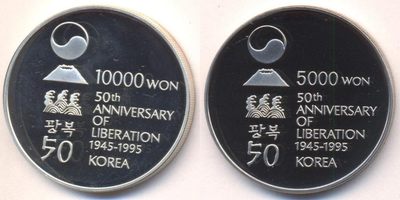 10000 WON
50th
ANNIVERSARY
OF
LIBERATION
1945-1995
KOREA
광복
50
5000 WON
50th
ANNIVERSARY
OF
LIBERATION
1945-1995
KOREA
광복
50